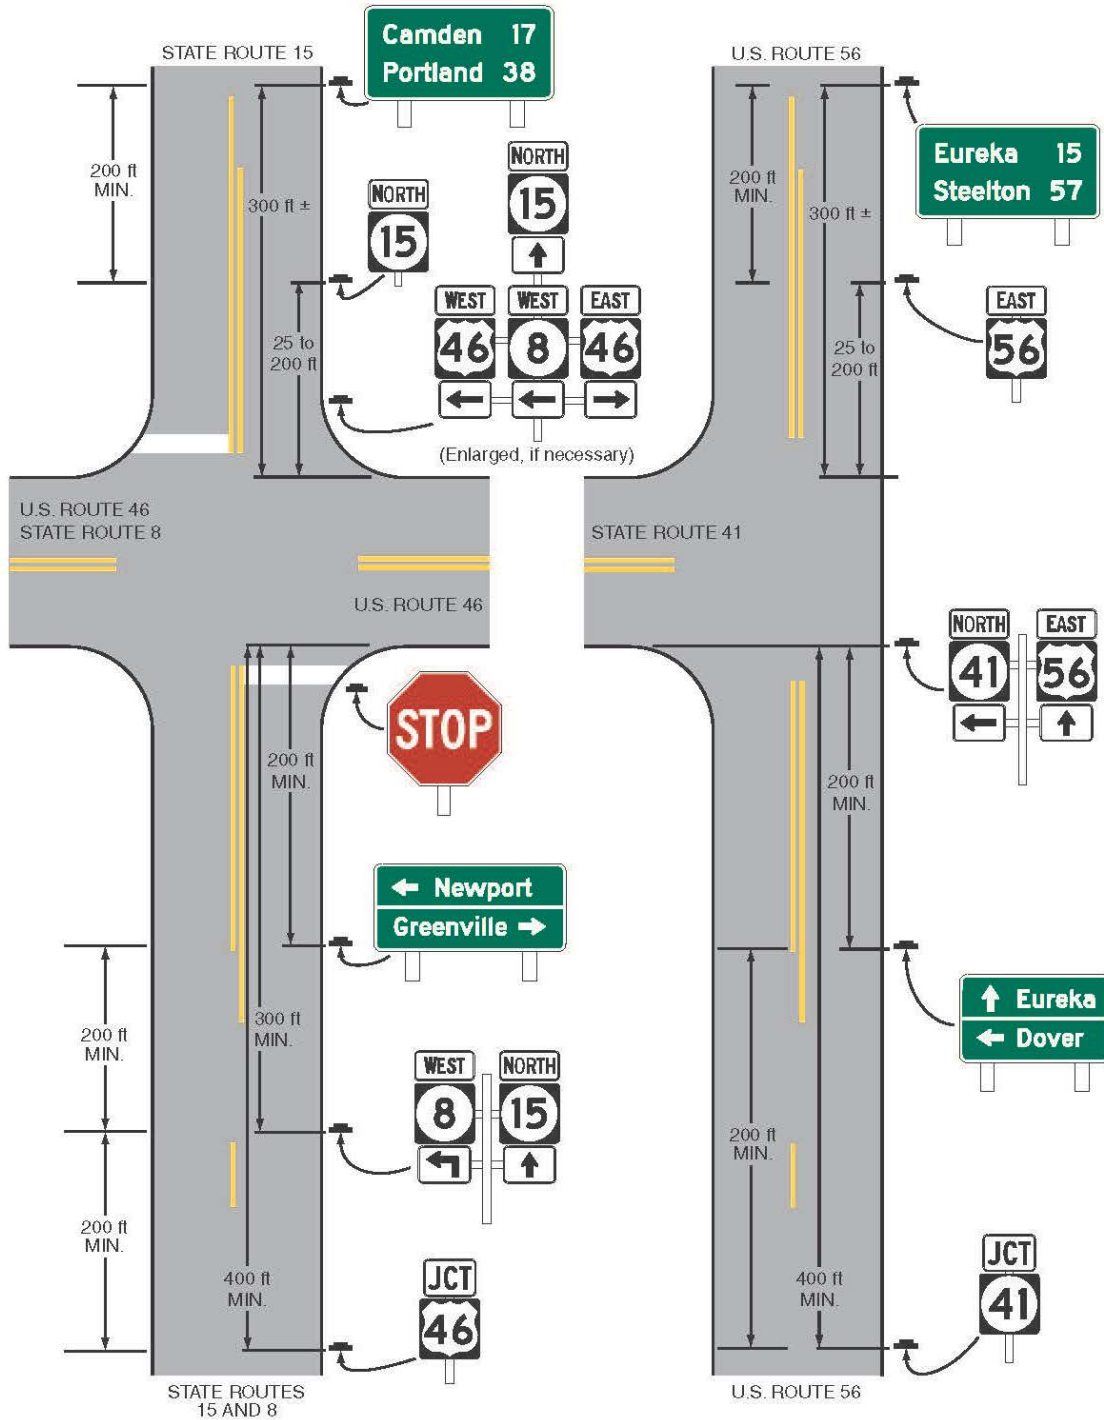 STATE ROUTE 15
Camden 17
Portland 38
200 ft
MIN.
300 ft ±
NORTH
15
NORTH
15
25 to
200 ft
WEST
46
WEST
8
EAST
46
(Enlarged, if necessary)
U.S. ROUTE 46
STATE ROUTE 8
U.S. ROUTE 46
STOP
200 ft
MIN.
Newport
Greenville
300 ft
MIN.
200 ft
MIN.
WEST
8
NORTH
15
200 ft
MIN.
400 ft
MIN.
JCT
46
STATE ROUTES
15 AND 8
U.S. ROUTE 56
Eureka 15
Steelton 57
200 ft
MIN.
300 ft ±
EAST
56
25 to
200 ft
STATE ROUTE 41
NORTH
41
EAST
56
200 ft
MIN.
Eureka
Dover
200 ft
MIN.
400 ft
MIN.
JCT
41
U.S. ROUTE 56